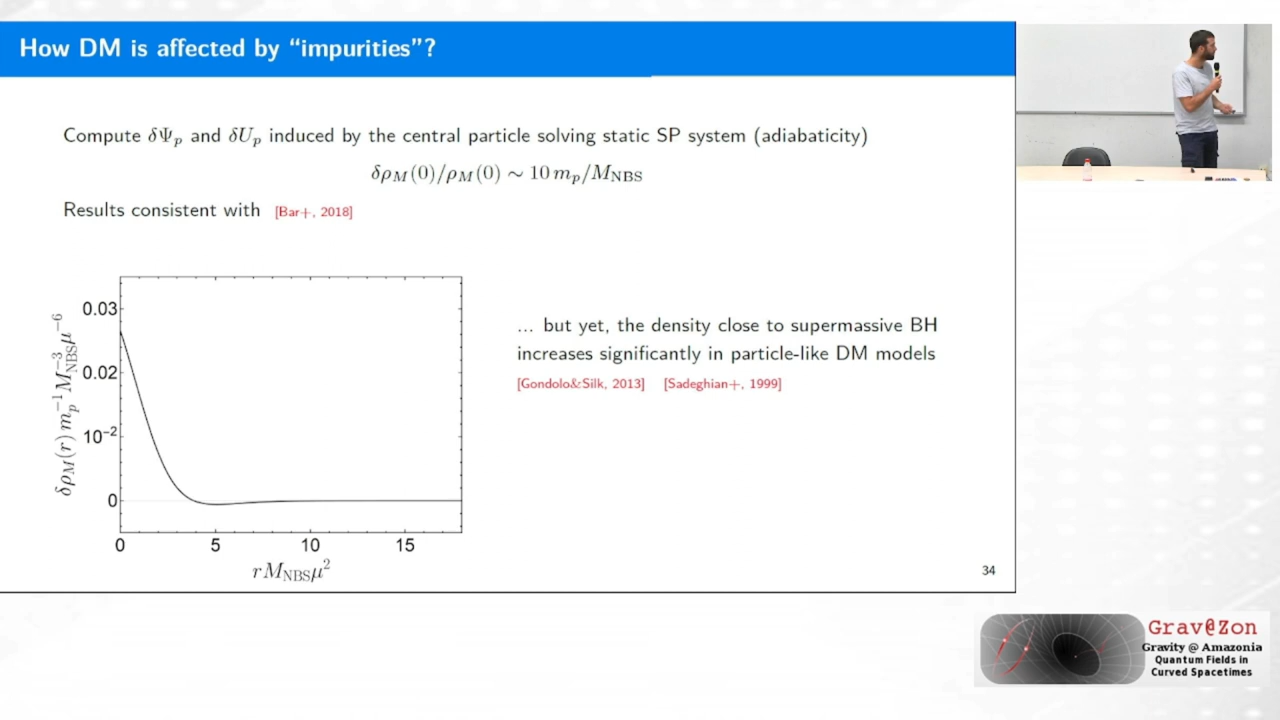 How DM is affected by “impurities”?
Compute δΨ_p and δU_p induced by the central particle solving static SP system (adiabaticity)
δρ_M(0)/ρ_M(0) ∼ 10 m_p/M_NBS
Results consistent with [Bar+, 2018]
δρ_M(r) m_p^{-1} M_NBS^{-3} μ^{-6}
0.03
0.02
10^{-2}
0
0 5 10 15
r M_NBS μ^2
... but yet, the density close to supermassive BH
increases significantly in particle-like DM models
[Gondolo&Silk, 2013] [Sadeghian+, 1999]
34
Grav@Zon
Gravity @ Amazonia
Quantum Fields in
Curved Spacetimes